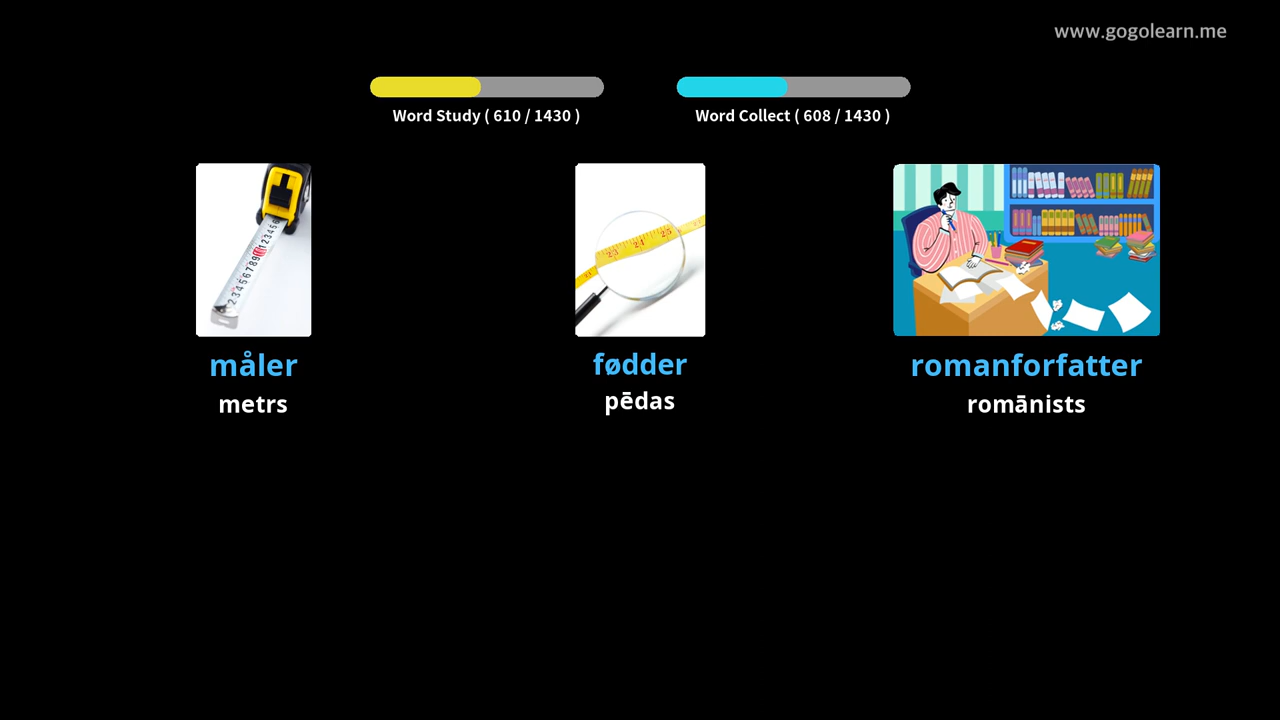 www.gogolearn.me
Word Study ( 610 / 1430 )
Word Collect ( 608 / 1430 )
måler
metrs
fødder
pēdas
romanforfatter
romānists